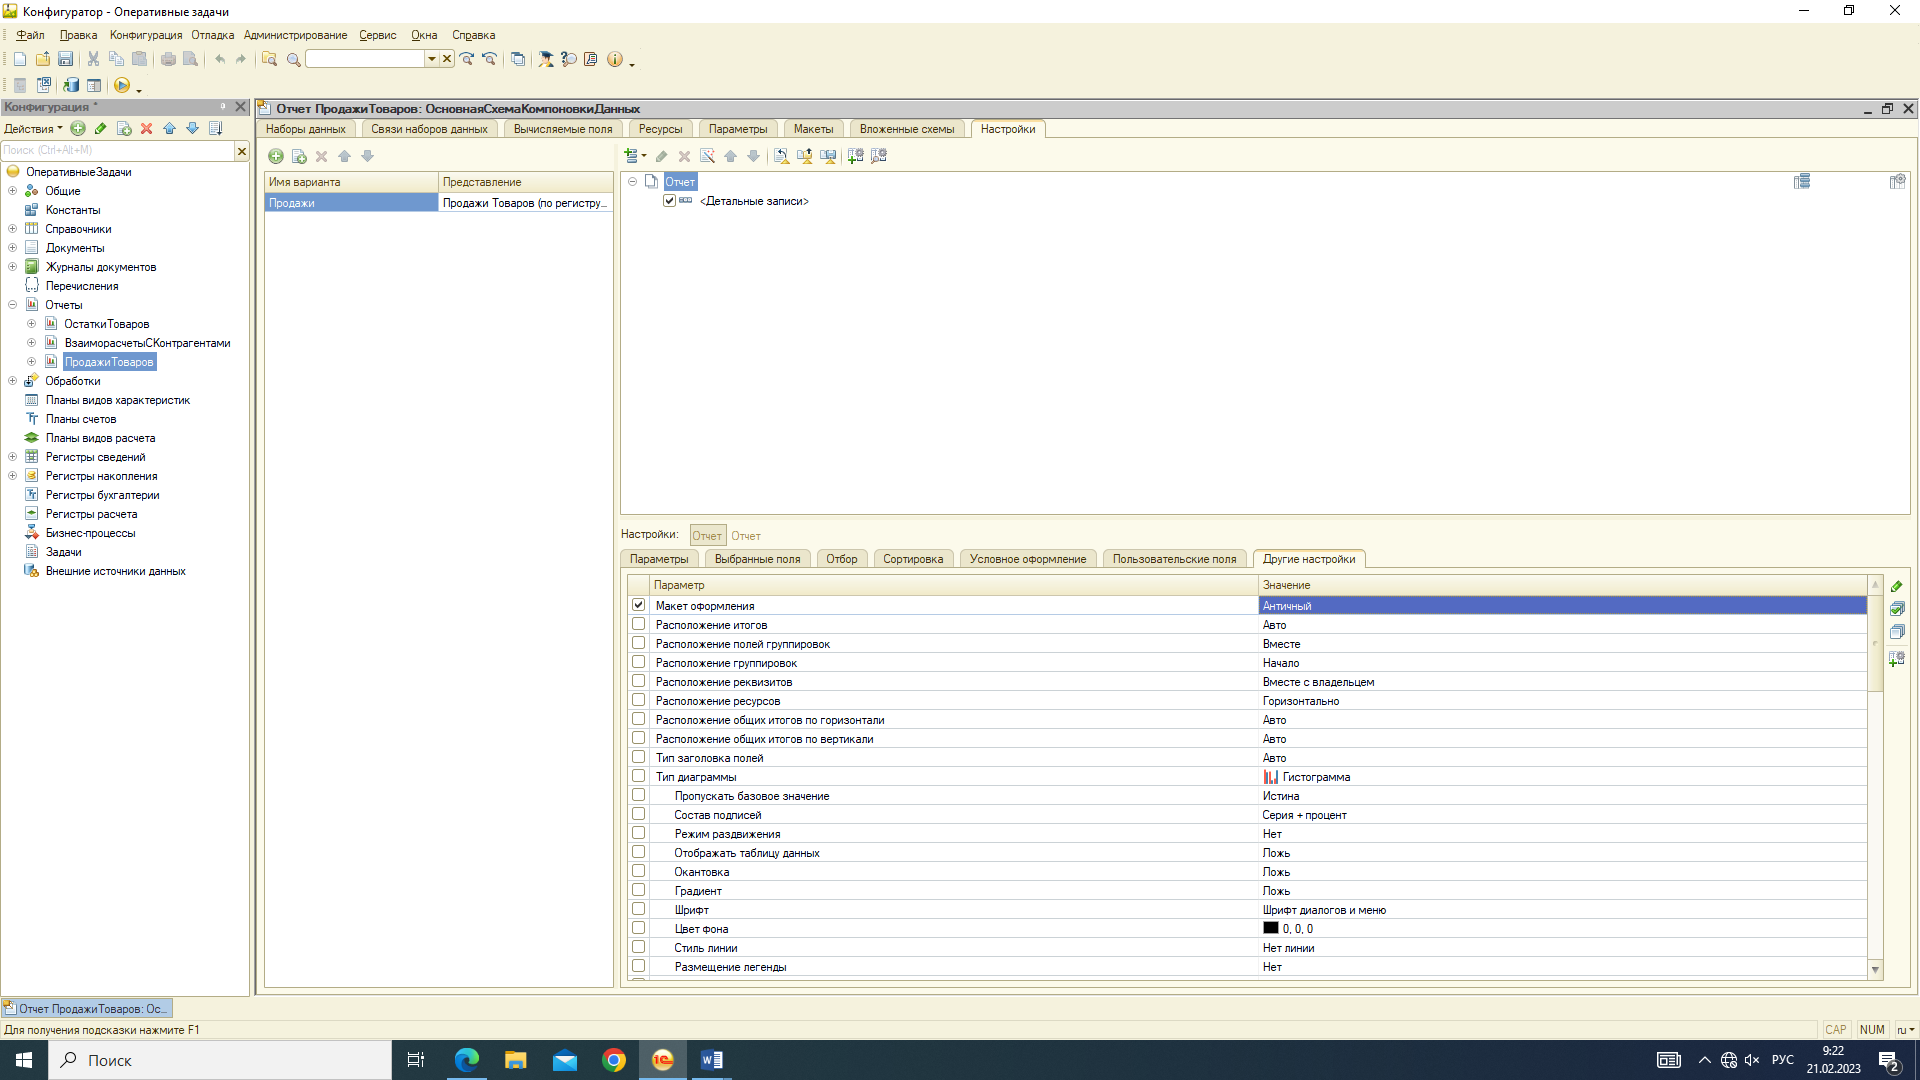 Конфигуратор - Оперативные задачи
Файл Правка Конфигурация Отладка Администрирование Сервис Окна Справка
Конфигурация *
Действия
Поиск (Ctrl+Alt+M)
ОперативныеЗадачи
Общие
Константы
Справочники
Документы
Журналы документов
Перечисления
Отчеты
ОстаткиТоваров
ВзаиморасчетыСКонтрагентами
ПродажиТоваров
Обработки
Планы видов характеристик
Планы счетов
Планы видов расчета
Регистры сведений
Регистры накопления
Регистры бухгалтерии
Регистры расчета
Бизнес-процессы
Задачи
Внешние источники данных
Отчет ПродажиТоваров: ОсновнаяСхемаКомпоновкиДанных
Наборы данных Связи наборов данных Вычисляемые поля Ресурсы Параметры Макеты Вложенные схемы Настройки
Имя варианта Представление
Продажи Продажи Товаров (по регистру...
Отчет
<Детальные записи>
Настройки: Отчет Отчет
Параметры Выбранные поля Отбор Сортировка Условное оформление Пользовательские поля Другие настройки
Параметр Значение
Макет оформления Античный
Расположение итогов Авто
Расположение полей группировок Вместе
Расположение группировок Начало
Расположение реквизитов Вместе с владельцем
Расположение ресурсов Горизонтально
Расположение общих итогов по горизонтали Авто
Расположение общих итогов по вертикали Авто
Тип заголовка полей Авто
Тип диаграммы Гистограмма
Пропускать базовое значение Истина
Состав подписей Серия + процент
Режим раздвижения Нет
Отображать таблицу данных Ложь
Окантовка Ложь
Градиент Ложь
Шрифт Шрифт диалогов и меню
Цвет фона 0, 0, 0
Стиль линии Нет линии
Размещение легенды Нет
Отчет ПродажиТоваров: Ос...
Для получения подсказки нажмите F1
CAP NUM ru
Поиск
РУС
9:22
21.02.2023
2